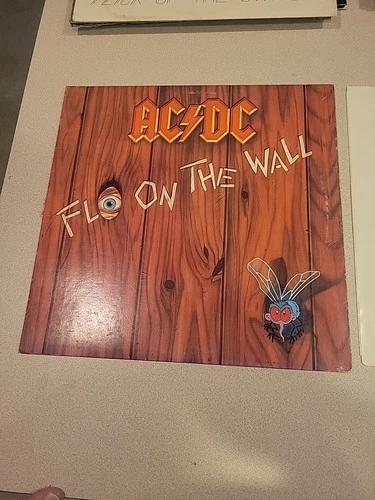 AC/DC
FLY ON THE WALL